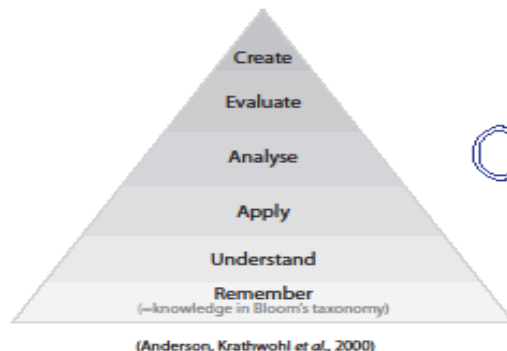 Create
Evaluate
Analyse
Apply
Understand
Remember
(=knowledge in Bloom's taxonomy)
(Anderson, Krathwohl et al., 2000)